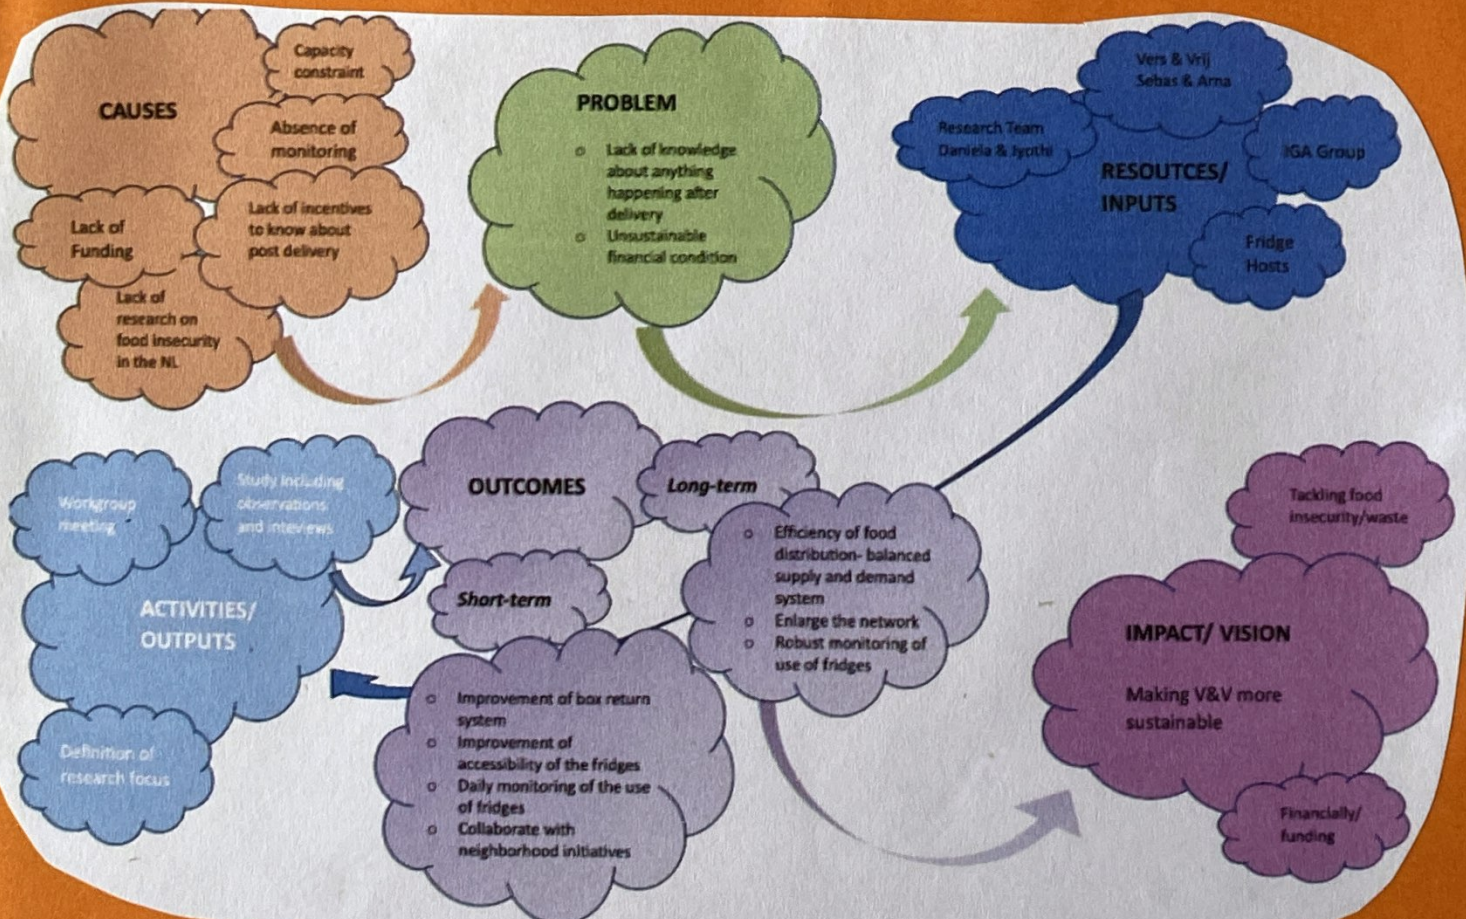 CAUSES
Capacity
constraint
Absence of
monitoring
Lack of
Funding
Lack of incentives
to know about
post delivery
Lack of
research on
food insecurity
in the NL
PROBLEM
o Lack of knowledge
about anything
happening after
delivery
o Unsustainable
financial condition
RESOUTCES/
INPUTS
Research Team
Daniela & Jyothi
Vers & Vrij
Sebas & Arna
IGA Group
Fridge
Hosts
ACTIVITIES/
OUTPUTS
Workgroup
meeting
Study including
observations
and inteviews
Definition of
research focus
OUTCOMES
Long-term
o Efficiency of food
distribution- balanced
supply and demand
system
o Enlarge the network
o Robust monitoring of
use of fridges
Short-term
o Improvement of box return
system
o Improvement of
accessibility of the fridges
o Daily monitoring of the use
of fridges
o Collaborate with
neighborhood initiatives
IMPACT/ VISION
Making V&V more
sustainable
Tackling food
insecurity/waste
Financially/
funding